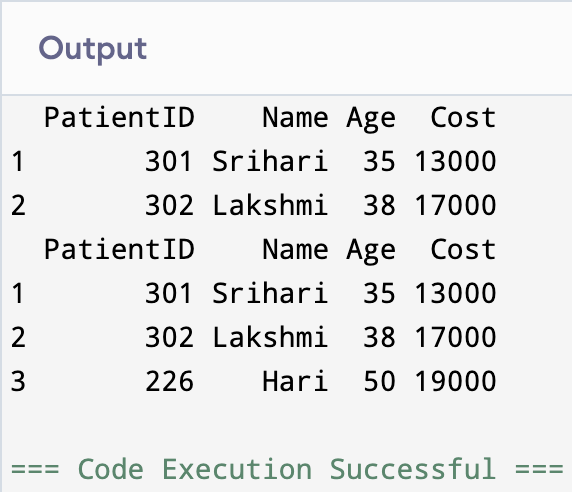 Output
PatientID Name Age Cost
1 301 Srihari 35 13000
2 302 Lakshmi 38 17000
PatientID Name Age Cost
1 301 Srihari 35 13000
2 302 Lakshmi 38 17000
3 226 Hari 50 19000
=== Code Execution Successful ===